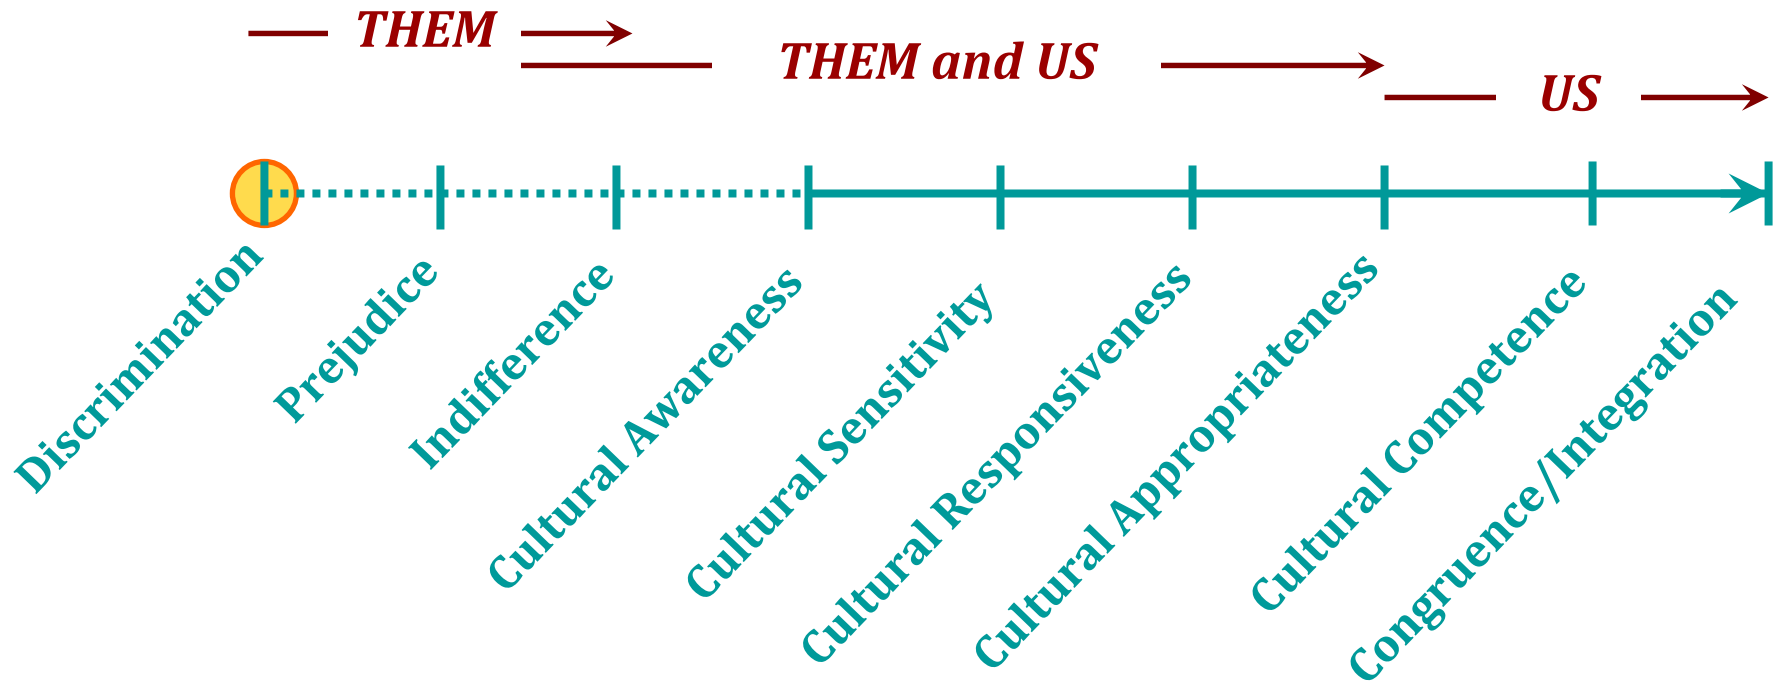 THEM
THEM and US
US
Discrimination
Prejudice
Indifference
Cultural Awareness
Cultural Sensitivity
Cultural Responsiveness
Cultural Appropriateness
Cultural Competence
Congruence/Integration